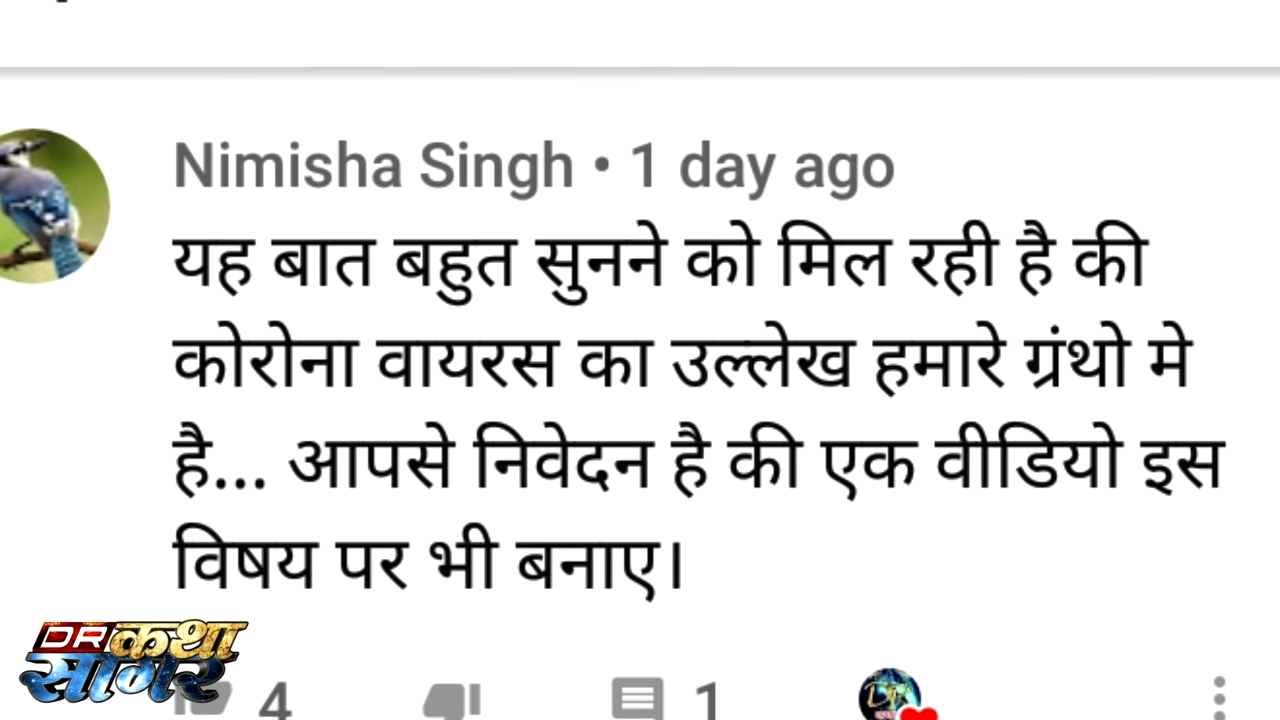 Nimisha Singh • 1 day ago
यह बात बहुत सुनने को मिल रही है की
कोरोना वायरस का उल्लेख हमारे ग्रंथो मे
है... आपसे निवेदन है की एक वीडियो इस
विषय पर भी बनाए।
DR कथा
सागर
4 1